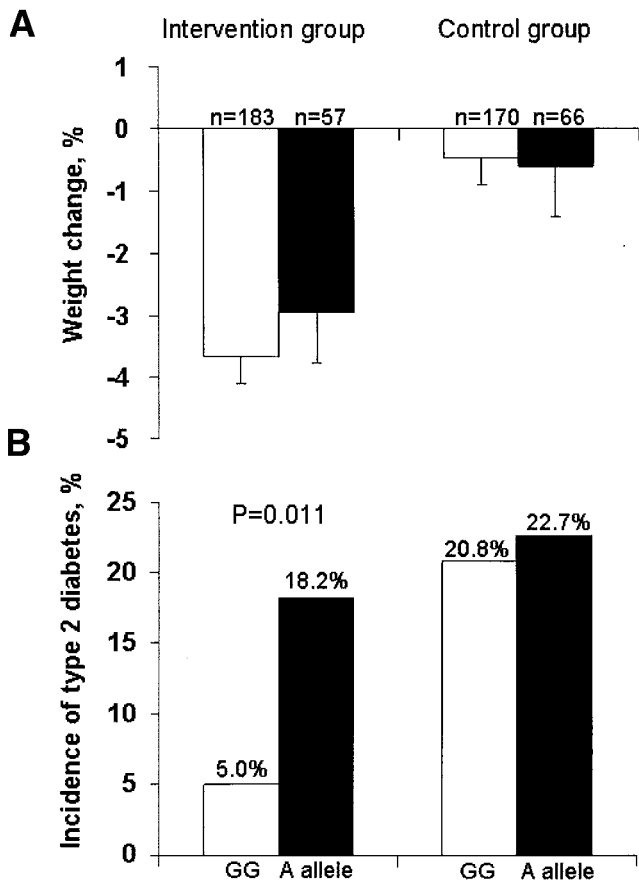 A
Intervention group
Control group
Weight change, %
1
0
-1
-2
-3
-4
-5
n=183
n=57
n=170
n=66
B
Incidence of type 2 diabetes, %
25
20
15
10
5
0
P=0.011
5.0%
18.2%
20.8%
22.7%
GG
A allele
GG
A allele